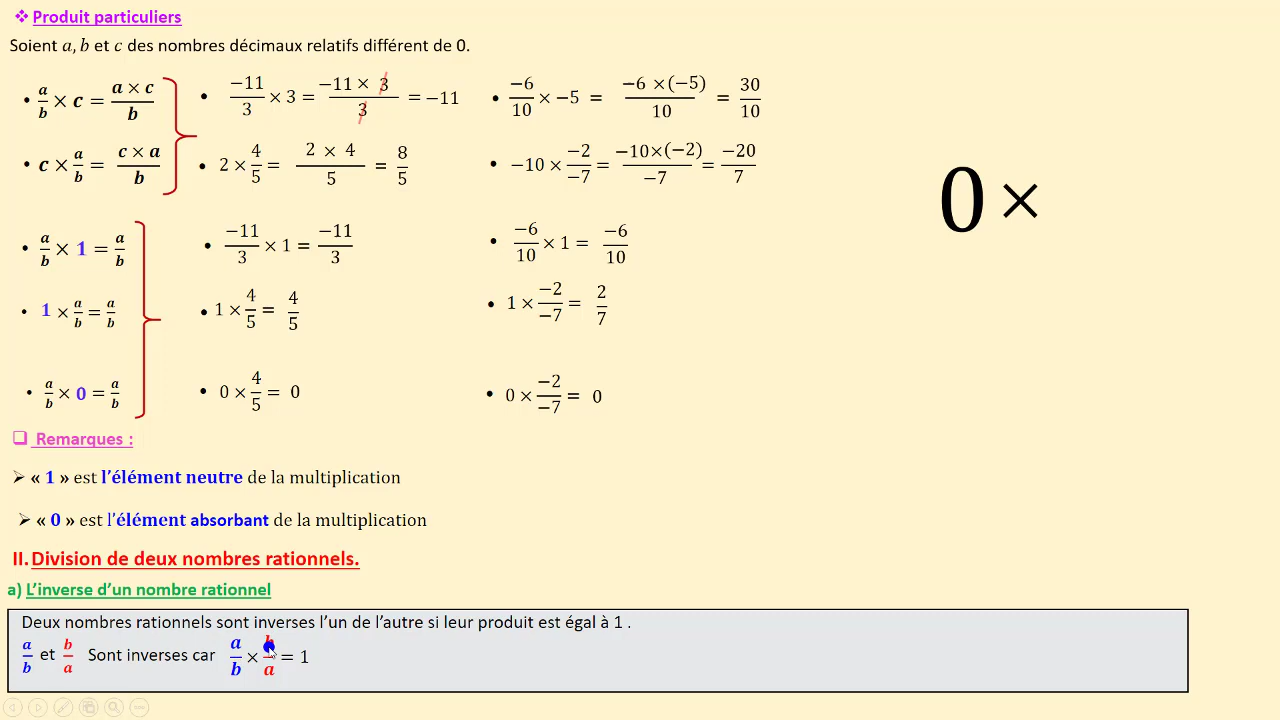 ❖ Produit particuliers
Soient a, b et c des nombres décimaux relatifs différent de 0.
• a/b × c = (a × c)/b • −11/3 × 3 = (−11 × 3)/3 = −11 • −6/10 × −5 = (−6 ×(−5))/10 = 30/10
• c × a/b = (c × a)/b • 2 × 4/5 = (2 × 4)/5 = 8/5 • −10 × −2/−7 = (−10×(−2))/−7 = −20/7
0 ×
• a/b × 1 = a/b • −11/3 × 1 = −11/3 • −6/10 × 1 = −6/10
• 1 × a/b = a/b • 1 × 4/5 = 4/5 • 1 × −2/−7 = 2/7
• a/b × 0 = a/b • 0 × 4/5 = 0 • 0 × −2/−7 = 0
❑ Remarques :
➢ « 1 » est l'élément neutre de la multiplication
➢ « 0 » est l'élément absorbant de la multiplication
II. Division de deux nombres rationnels.
a) L'inverse d'un nombre rationnel
Deux nombres rationnels sont inverses l'un de l'autre si leur produit est égal à 1 .
a/b et b/a Sont inverses car a/b × b/a = 1